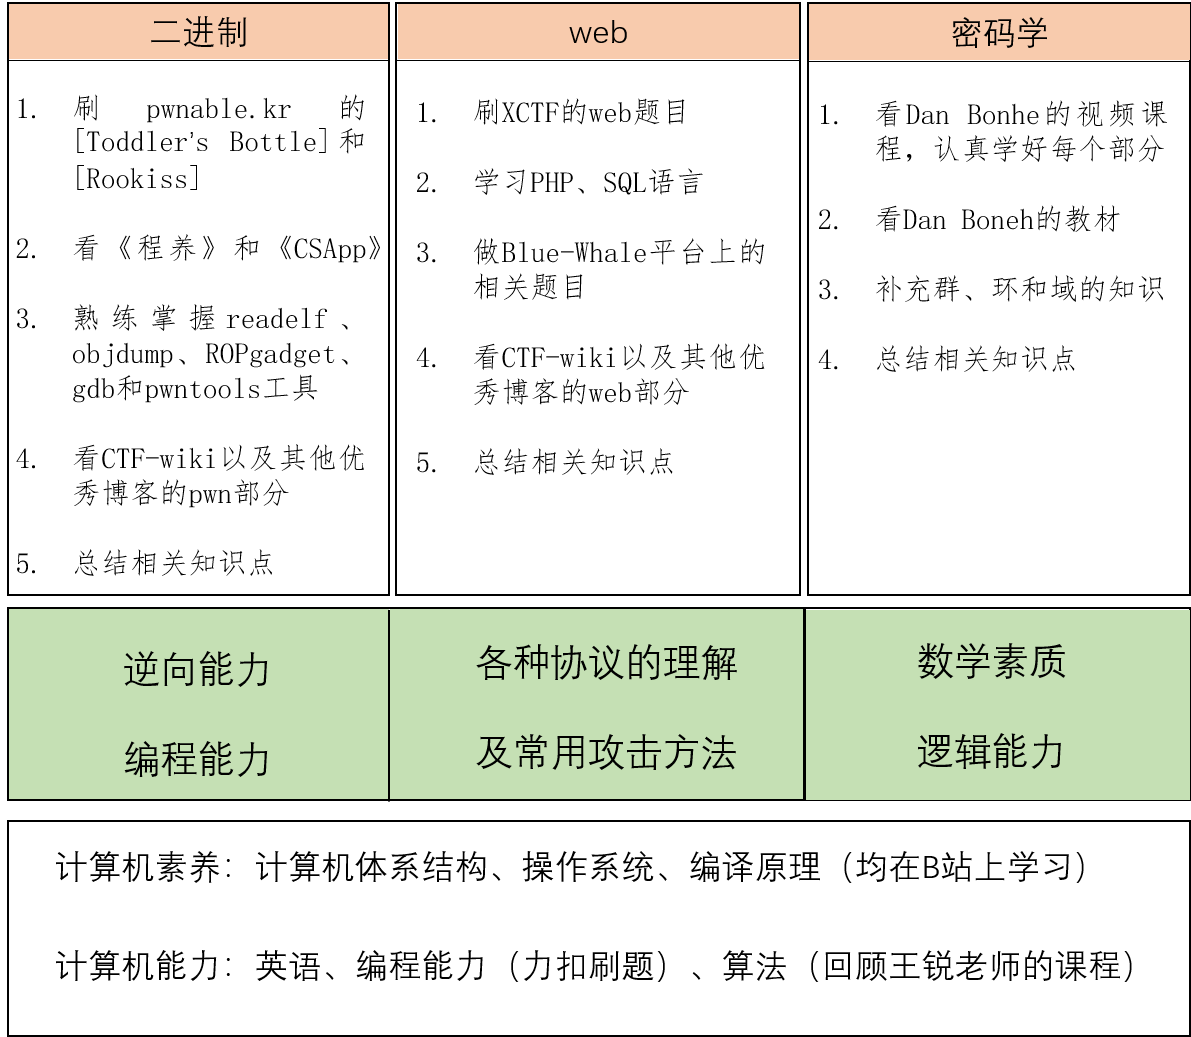 二进制
1. 刷 pwnable.kr 的
[Toddler's Bottle]和
[Rookiss]
2. 看《程养》和《CSApp》
3. 熟练掌握readelf、
objdump、ROPgadget、
gdb和pwntools工具
4. 看CTF-wiki以及其他优
秀博客的pwn部分
5. 总结相关知识点
web
1. 刷XCTF的web题目
2. 学习PHP、SQL语言
3. 做Blue-Whale平台上的
相关题目
4. 看CTF-wiki以及其他优
秀博客的web部分
5. 总结相关知识点
密码学
1. 看Dan Bonhe的视频课
程，认真学好每个部分
2. 看Dan Boneh的教材
3. 补充群、环和域的知识
4. 总结相关知识点
逆向能力
编程能力
各种协议的理解
及常用攻击方法
数学素质
逻辑能力
计算机素养：计算机体系结构、操作系统、编译原理（均在B站上学习）
计算机能力：英语、编程能力（力扣刷题）、算法（回顾王锐老师的课程）